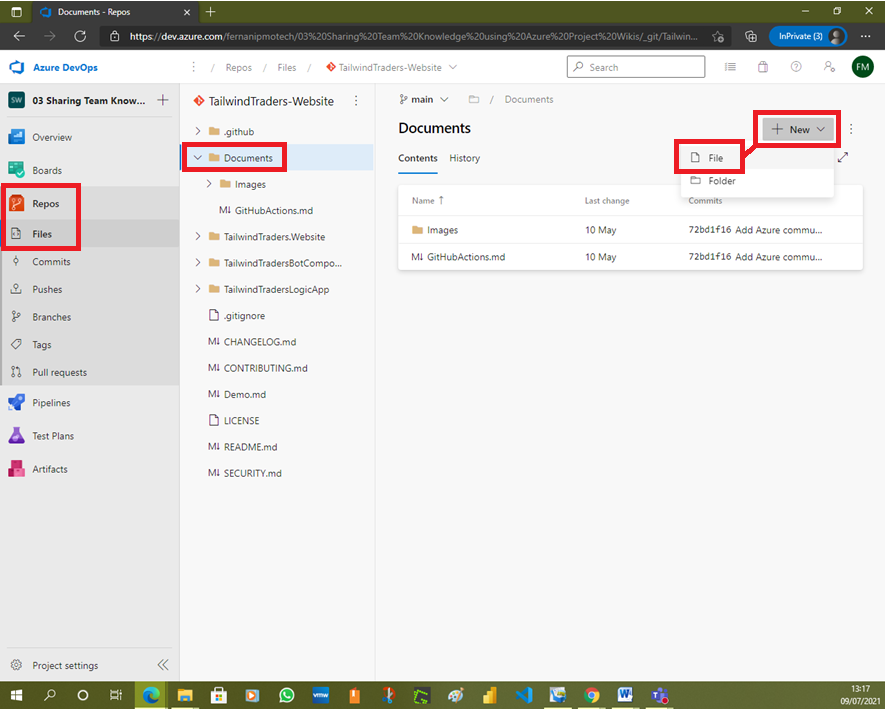 Documents - Repos
https://dev.azure.com/fernanipmotech/03%20Sharing%20Team%20Knowledge%20using%20Azure%20Project%20Wikis/_git/Tailwin...
InPrivate (3)
Azure DevOps
/ Repos / Files / TailwindTraders-Website
Search
FM
SW
03 Sharing Team Know...
Overview
Boards
Repos
Files
Commits
Pushes
Branches
Tags
Pull requests
Pipelines
Test Plans
Artifacts
Project settings
TailwindTraders-Website
.github
Documents
Images
M↓ GitHubActions.md
TailwindTraders.Website
TailwindTradersBotCompo...
TailwindTradersLogicApp
.gitignore
M↓ CHANGELOG.md
M↓ CONTRIBUTING.md
M↓ Demo.md
LICENSE
M↓ README.md
M↓ SECURITY.md
main / Documents
Documents
New
File
Folder
Contents History
Name ↑ Last change Commits
Images 10 May 72bd1f16 Add Azure commu...
M↓ GitHubActions.md 10 May 72bd1f16 Add Azure commu...
vmw
13:17
09/07/2021